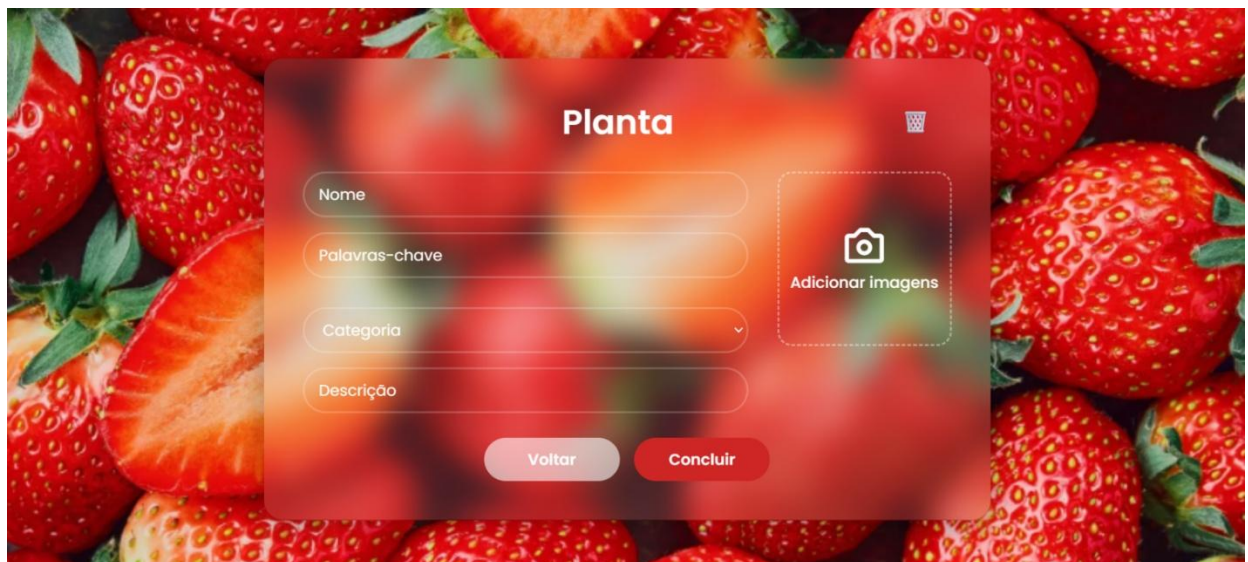 Planta
Nome
Palavras-chave
Adicionar imagens
Categoria
Descrição
Voltar
Concluir